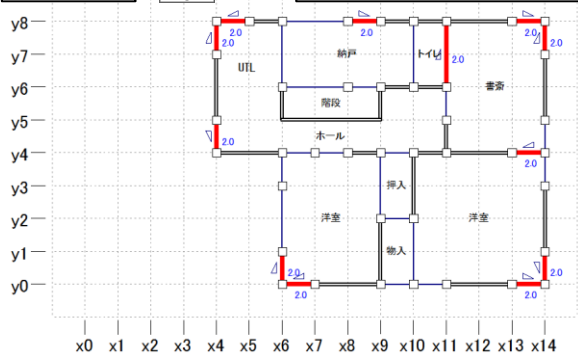 y8
2.0 2.0 2.0 2.0
納戸 トイレ
y7
UTL 2.0 書斎
y6
階段
y5
2.0 ホール
y4
2.0
y3
押入
y2
洋室 洋室
y1
物入
2.0 2.0
y0
2.0 2.0
x0 x1 x2 x3 x4 x5 x6 x7 x8 x9 x10 x11 x12 x13 x14